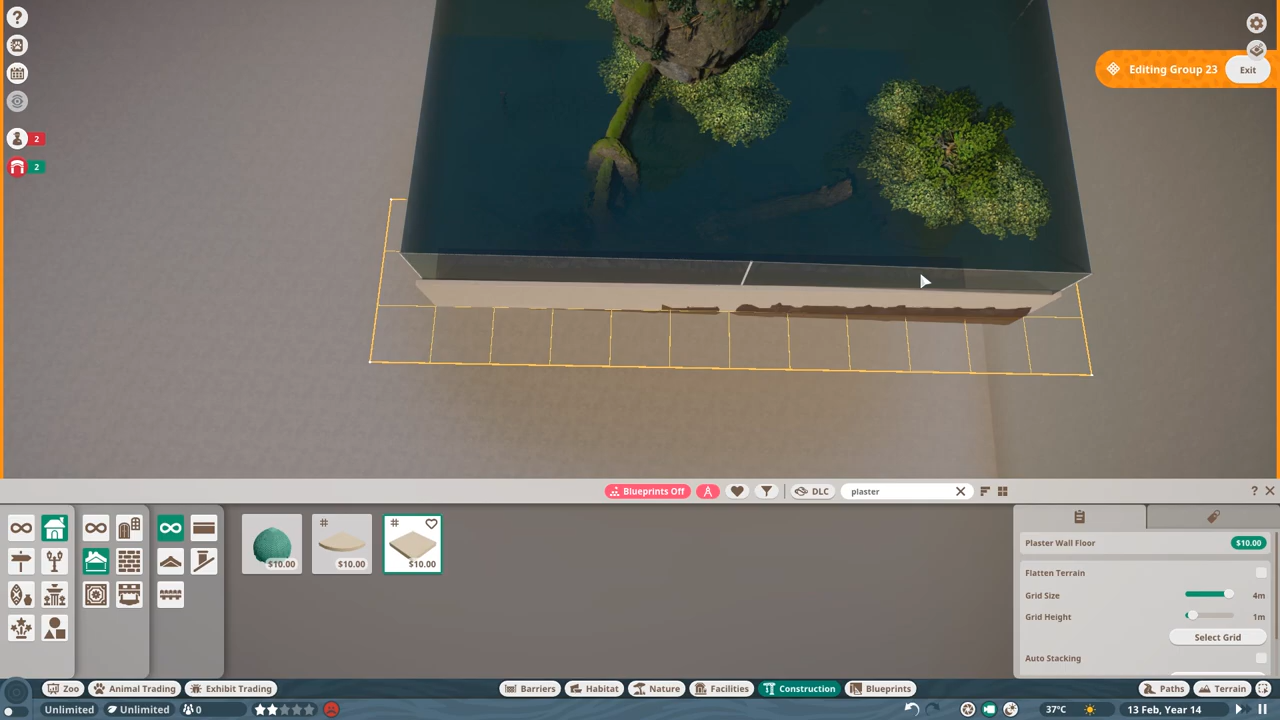 ?
Editing Group 23
Exit
2
2
Blueprints Off
DLC
plaster
?
$10.00
$10.00
$10.00
Plaster Wall Floor
$10.00
Flatten Terrain
Grid Size
4m
Grid Height
1m
Select Grid
Auto Stacking
Zoo
Animal Trading
Exhibit Trading
Barriers
Habitat
Nature
Facilities
Construction
Blueprints
Paths
Terrain
Unlimited
Unlimited
0
37°C
13 Feb, Year 14